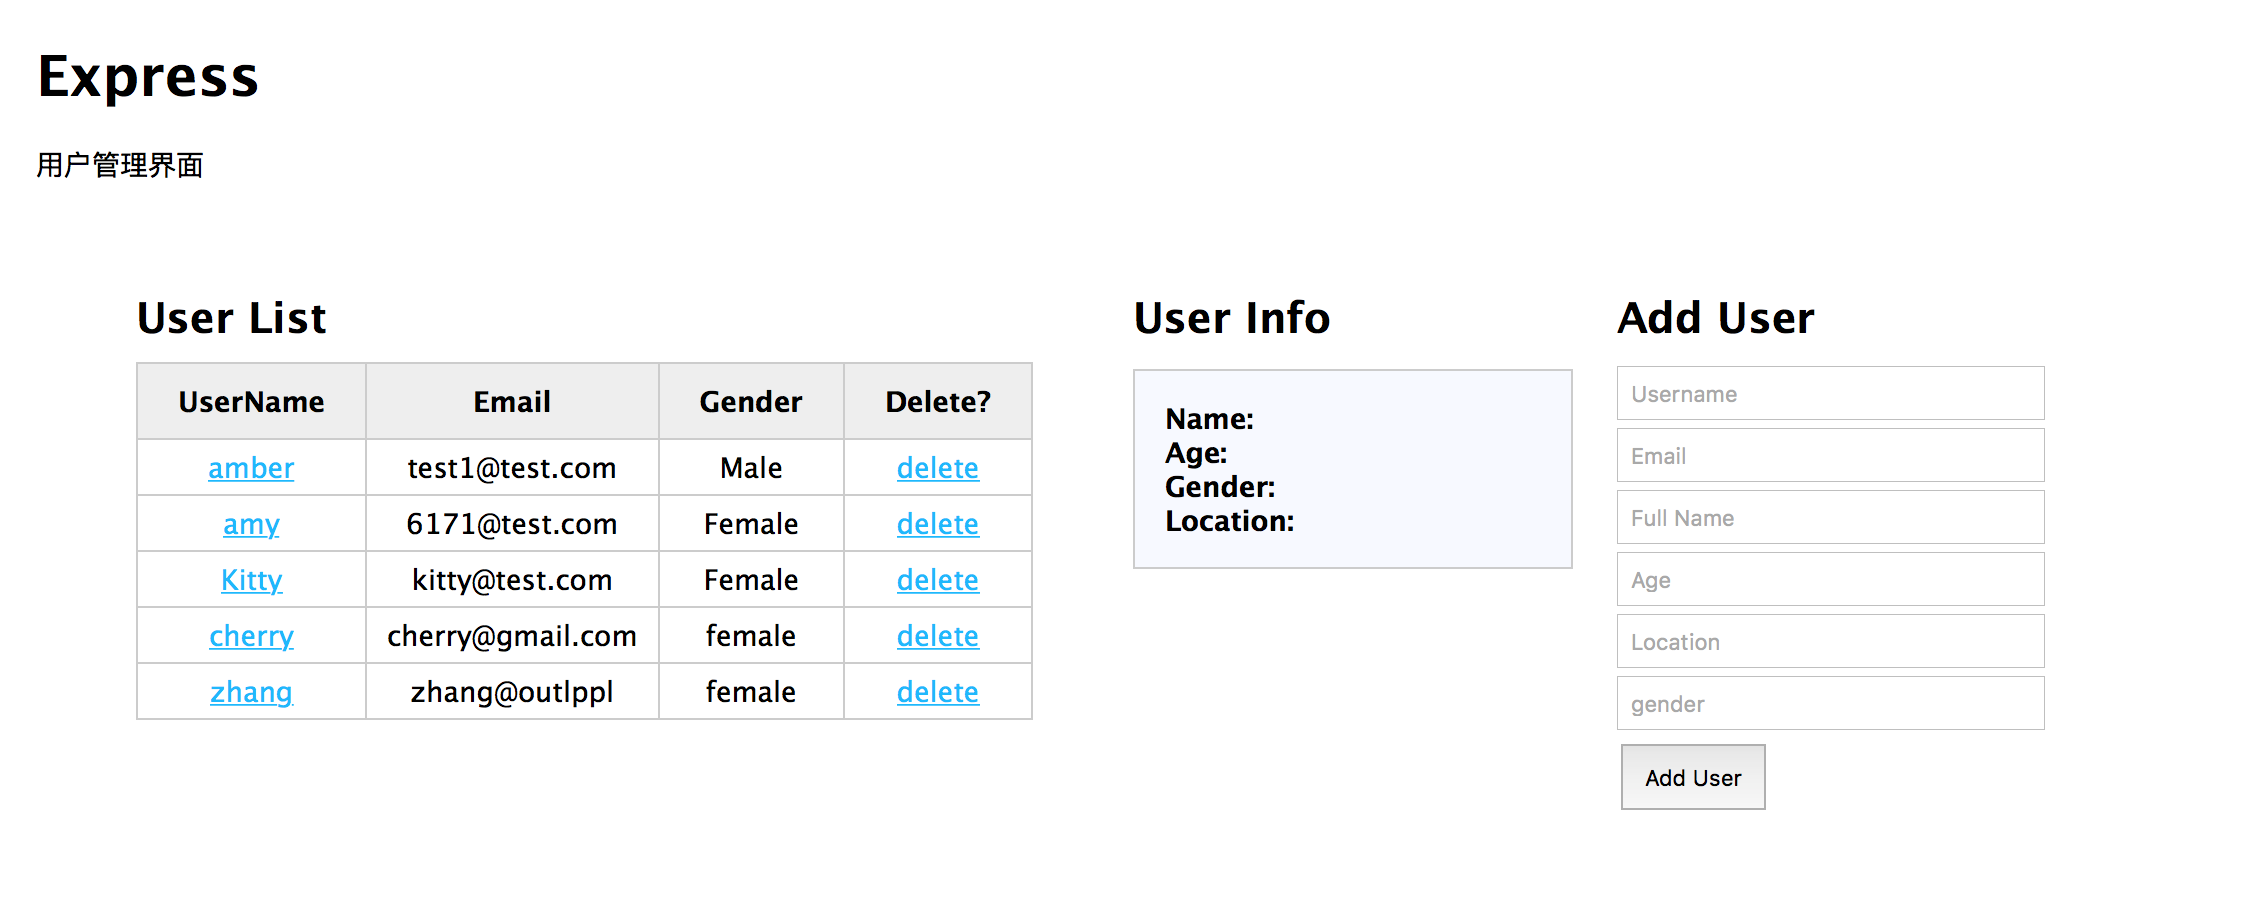 Express
用户管理界面
User List
UserName Email Gender Delete?
amber test1@test.com Male delete
amy 6171@test.com Female delete
Kitty kitty@test.com Female delete
cherry cherry@gmail.com female delete
zhang zhang@outlppl female delete
User Info
Name:
Age:
Gender:
Location:
Add User
Username
Email
Full Name
Age
Location
gender
Add User